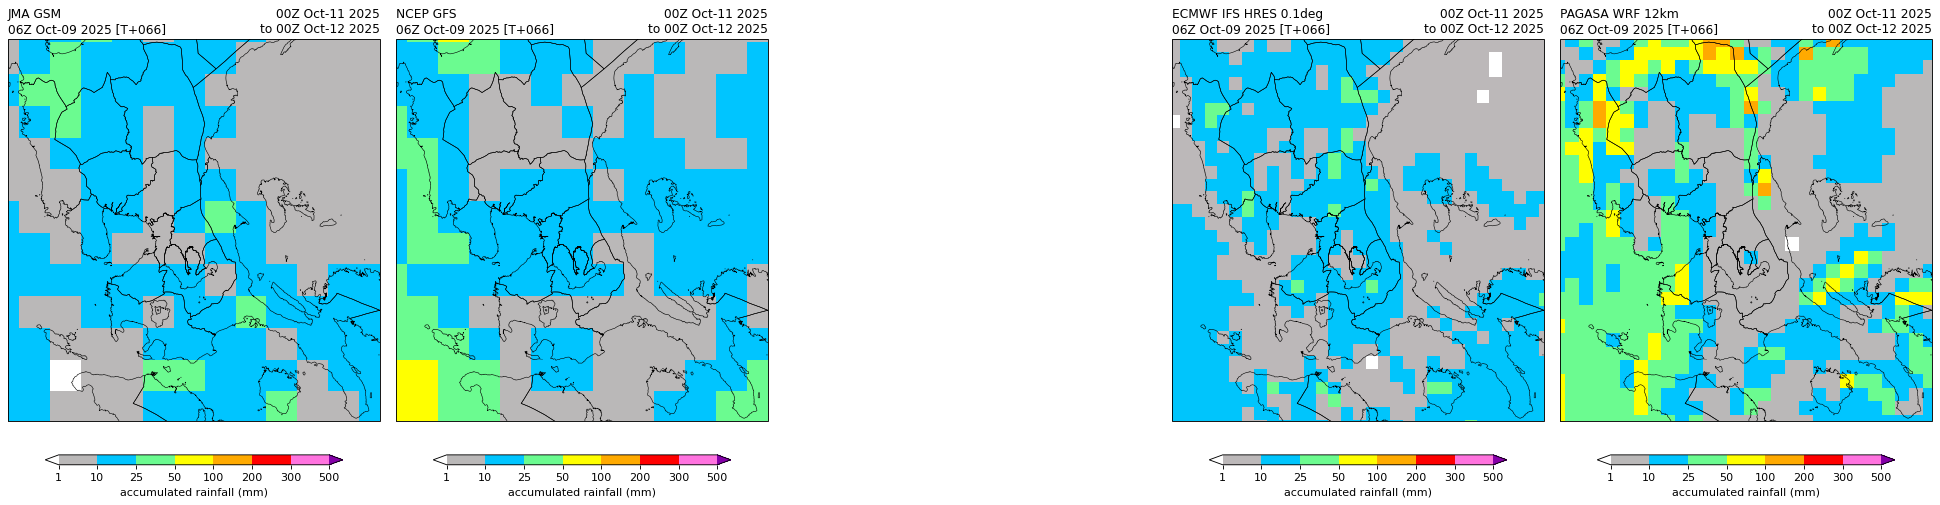 JMA GSM 00Z Oct-11 2025
06Z Oct-09 2025 [T+066] to 00Z Oct-12 2025
1 10 25 50 100 200 300 500
accumulated rainfall (mm)
NCEP GFS 00Z Oct-11 2025
06Z Oct-09 2025 [T+066] to 00Z Oct-12 2025
1 10 25 50 100 200 300 500
accumulated rainfall (mm)
ECMWF IFS HRES 0.1deg 00Z Oct-11 2025
06Z Oct-09 2025 [T+066] to 00Z Oct-12 2025
1 10 25 50 100 200 300 500
accumulated rainfall (mm)
PAGASA WRF 12km 00Z Oct-11 2025
06Z Oct-09 2025 [T+066] to 00Z Oct-12 2025
1 10 25 50 100 200 300 500
accumulated rainfall (mm)